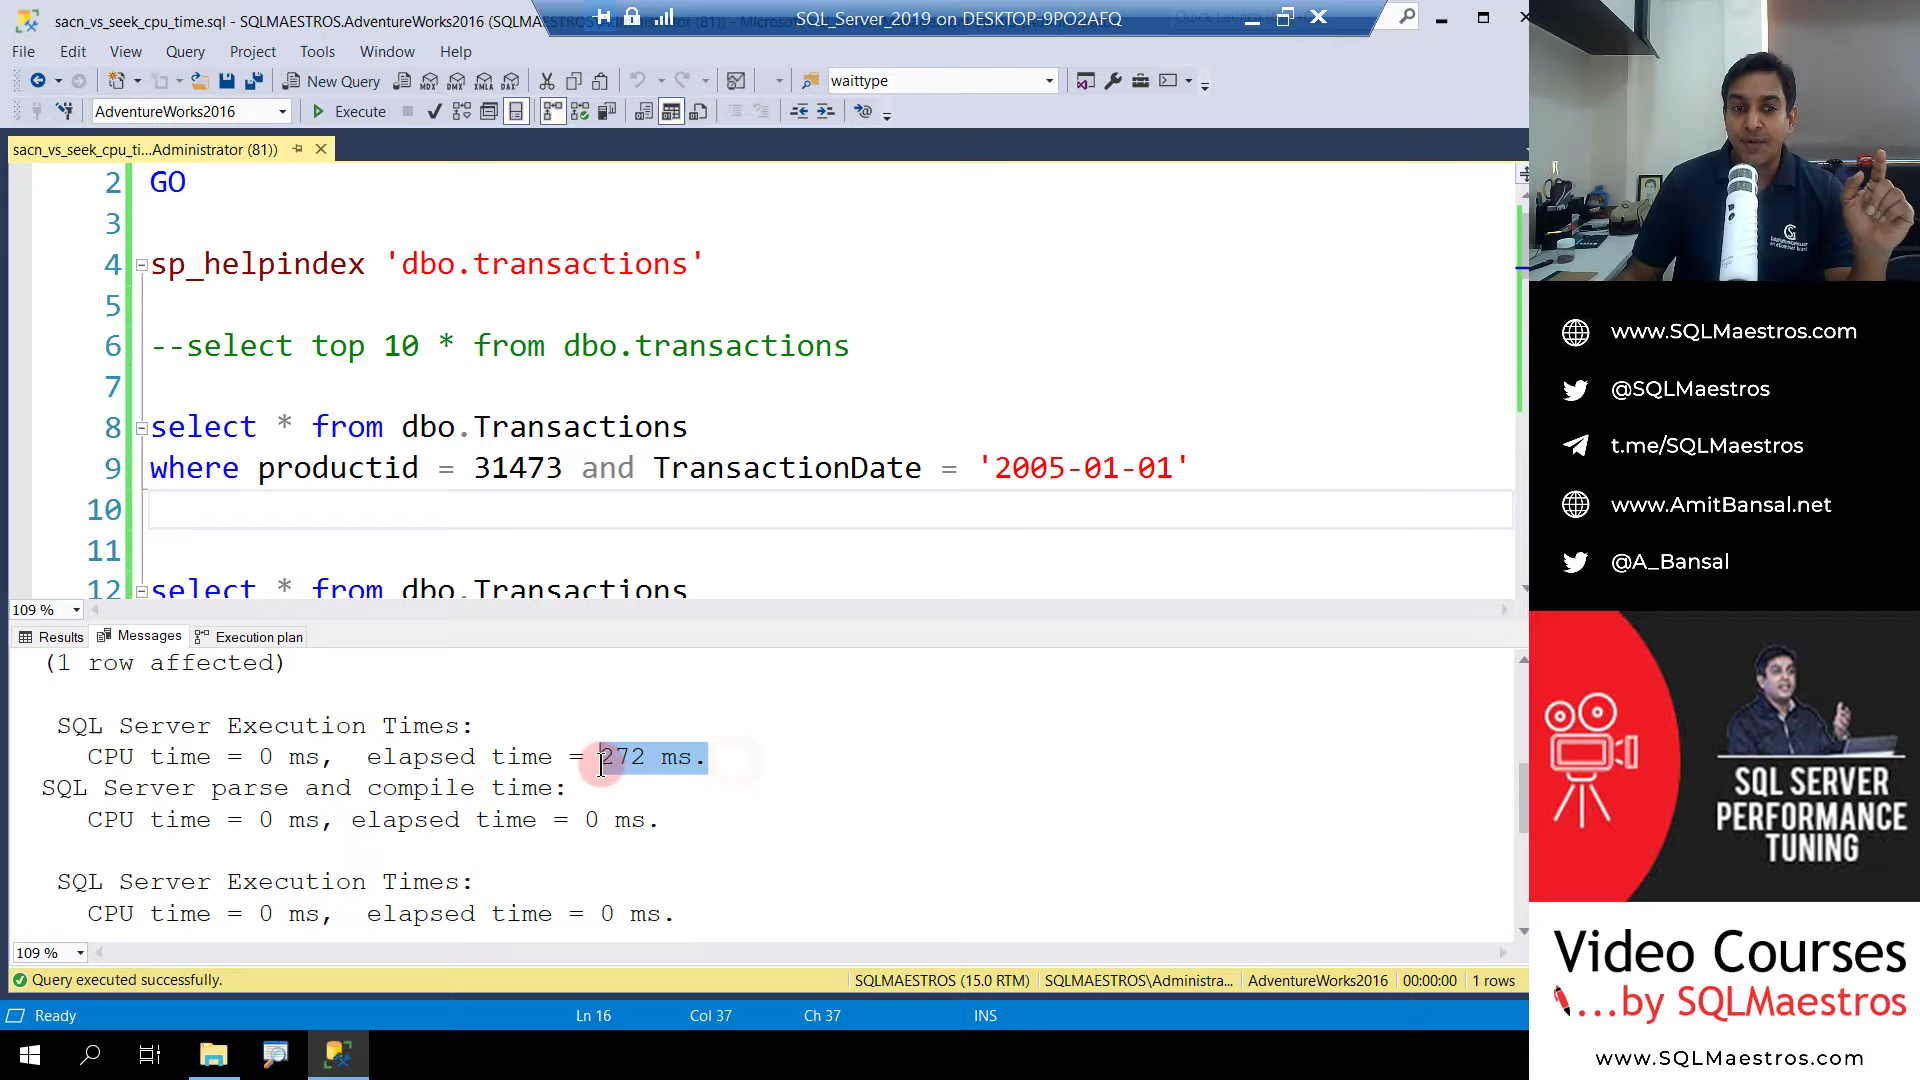 sacn_vs_seek_cpu_time.sql - SQLMAESTROS.AdventureWorks2016 (SQLMAESTROS\Administrator (81))
SQL_Server_2019 on DESKTOP-9PO2AFQ
File Edit View Query Project Tools Window Help
New Query
MDX DMX XMLA DAX
waittype
AdventureWorks2016
Execute
sacn_vs_seek_cpu_ti...Administrator (81))
2 GO
3
4 sp_helpindex 'dbo.transactions'
5
6 --select top 10 * from dbo.transactions
7
8 select * from dbo.Transactions
9 where productid = 31473 and TransactionDate = '2005-01-01'
10
11
12 select * from dbo.Transactions
109 %
Results Messages Execution plan
(1 row affected)
SQL Server Execution Times:
CPU time = 0 ms, elapsed time = 272 ms.
SQL Server parse and compile time:
CPU time = 0 ms, elapsed time = 0 ms.
SQL Server Execution Times:
CPU time = 0 ms, elapsed time = 0 ms.
109 %
Query executed successfully.
SQLMAESTROS (15.0 RTM) SQLMAESTROS\Administra... AdventureWorks2016 00:00:00 1 rows
Ready Ln 16 Col 37 Ch 37 INS
www.SQLMaestros.com
@SQLMaestros
t.me/SQLMaestros
www.AmitBansal.net
@A_Bansal
SQL SERVER
PERFORMANCE
TUNING
Video Courses
...by SQLMaestros
www.SQLMaestros.com